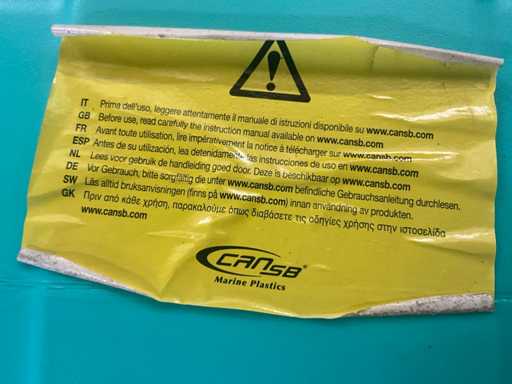 IT Prima dell'uso, leggere attentamente il manuale di istruzioni disponibile su www.cansb.com
GB Before use, read carefully the instruction manual available on www.cansb.com
FR Avant toute utilisation, lire impérativement la notice à télécharger sur www.cansb.com
ESP Antes de su utilización, lea detenidamente las instrucciones de uso en www.cansb.com
NL Lees voor gebruik de handleiding goed door. Deze is beschikbaar op www.cansb.com
DE Vor Gebrauch, bitte sorgfältig die unter www.cansb.com befindliche Gebrauchsanleitung durchlesen.
SW Läs alltid bruksanvisningen (finns på www.cansb.com) innan användning av produkten.
GK Πριν από κάθε χρήση, παρακαλούμε όπως διαβάσετε τις οδηγίες χρήσης στην ιστοσελίδα
www.cansb.com
CANSB®
Marine Plastics